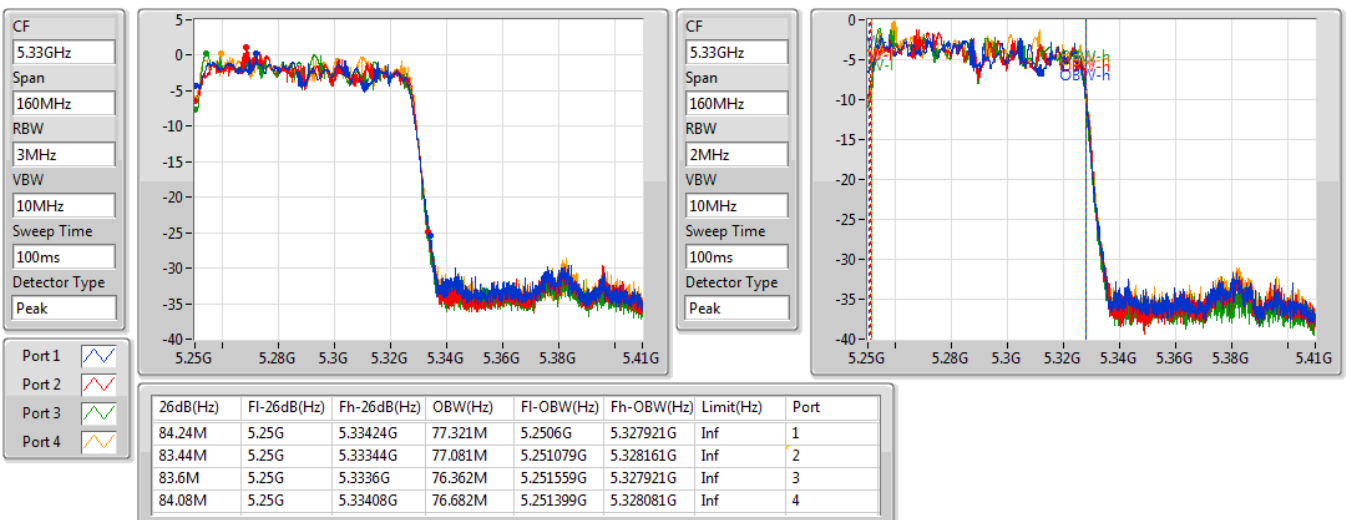 CF
5.33GHz
Span
160MHz
RBW
3MHz
VBW
10MHz
Sweep Time
100ms
Detector Type
Peak
5
0
-5
-10
-15
-20
-25
-30
-35
-40
5.25G 5.28G 5.3G 5.32G 5.34G 5.36G 5.38G 5.41G
CF
5.33GHz
Span
160MHz
RBW
2MHz
VBW
10MHz
Sweep Time
100ms
Detector Type
Peak
0
-5
-10
-15
-20
-25
-30
-35
-40
OBW-h
5.25G 5.28G 5.3G 5.32G 5.34G 5.36G 5.38G 5.41G
Port 1
Port 2
Port 3
Port 4
26dB(Hz) Fl-26dB(Hz) Fh-26dB(Hz) OBW(Hz) Fl-OBW(Hz) Fh-OBW(Hz) Limit(Hz) Port
84.24M 5.25G 5.33424G 77.321M 5.2506G 5.327921G Inf 1
83.44M 5.25G 5.33344G 77.081M 5.251079G 5.328161G Inf 2
83.6M 5.25G 5.3336G 76.362M 5.251559G 5.327921G Inf 3
84.08M 5.25G 5.33408G 76.682M 5.251399G 5.328081G Inf 4